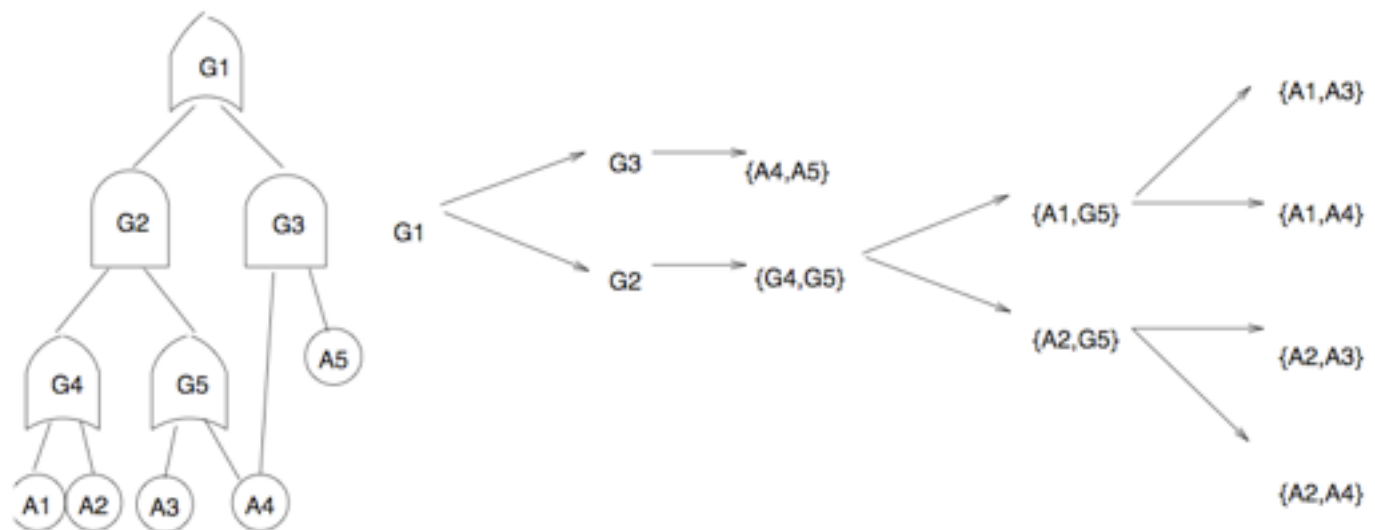 G1
G2
G3
G4
G5
A5
A1
A2
A3
A4
G1
G3
{A4,A5}
G2
{G4,G5}
{A1,G5}
{A2,G5}
{A1,A3}
{A1,A4}
{A2,A3}
{A2,A4}